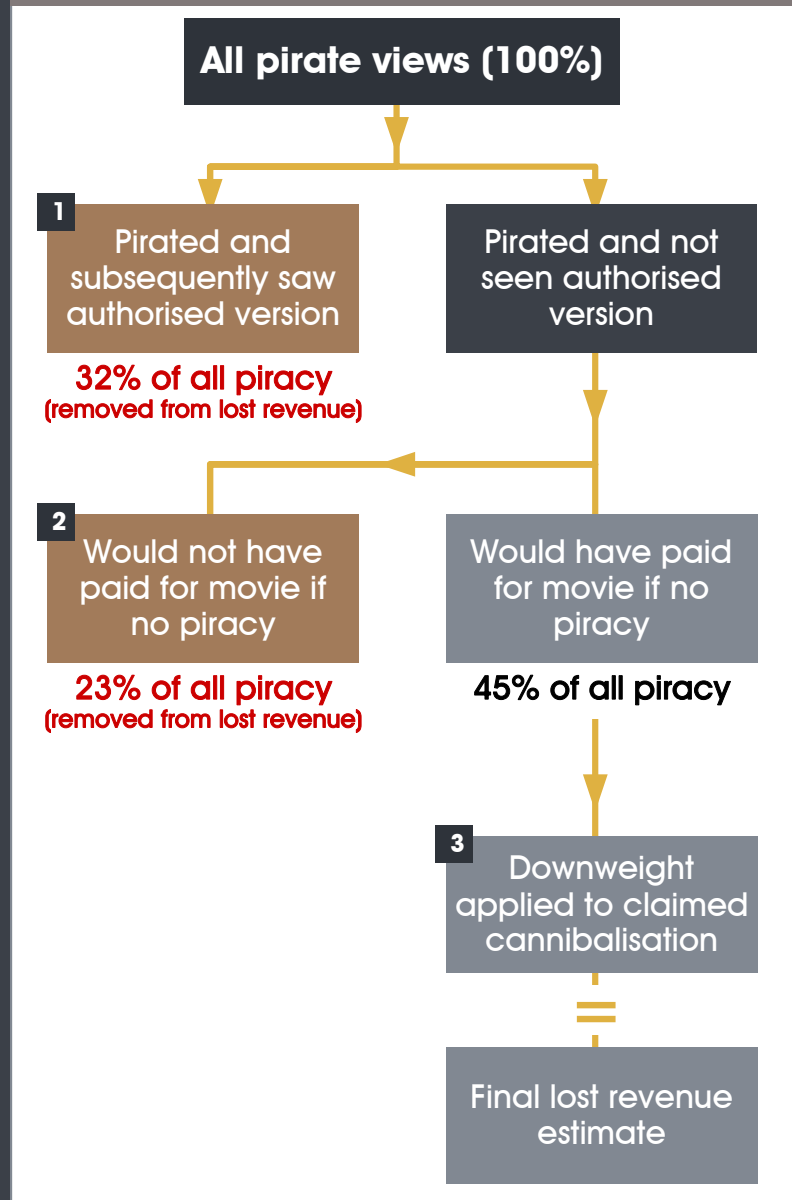 All pirate views (100%)
1
Pirated and
subsequently saw
authorised version
32% of all piracy
(removed from lost revenue)
Pirated and not
seen authorised
version
2
Would not have
paid for movie if
no piracy
23% of all piracy
(removed from lost revenue)
Would have paid
for movie if no
piracy
45% of all piracy
3
Downweight
applied to claimed
cannibalisation
=
Final lost revenue
estimate